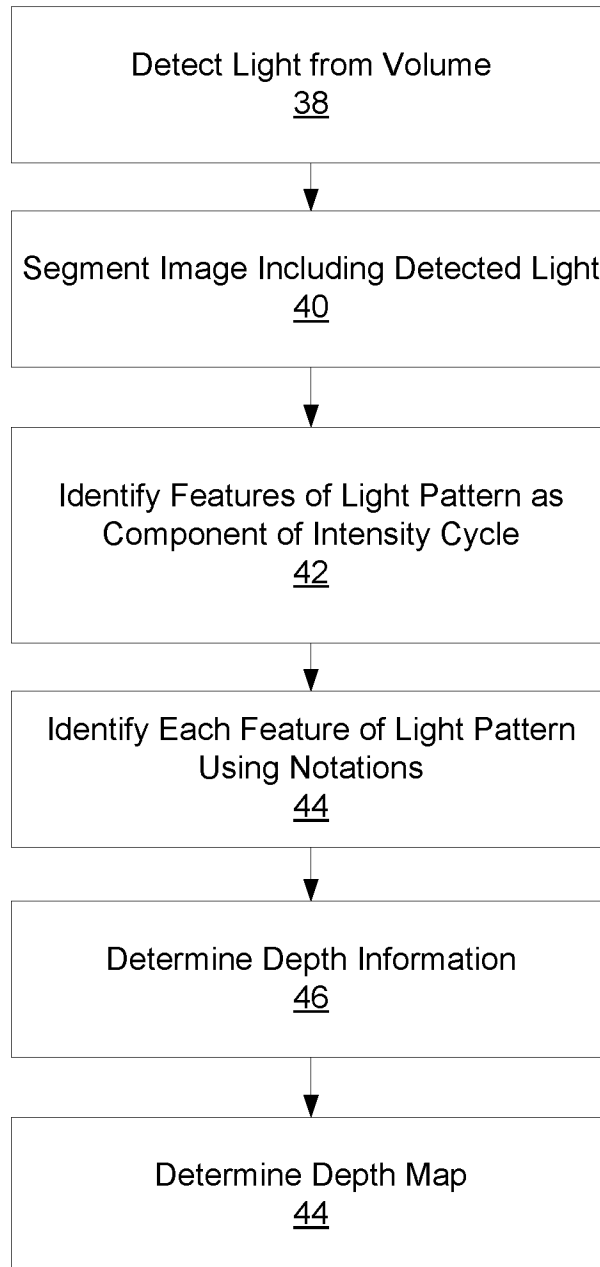 Detect Light from Volume
38
Segment Image Including Detected Light
40
Identify Features of Light Pattern as
Component of Intensity Cycle
42
Identify Each Feature of Light Pattern
Using Notations
44
Determine Depth Information
46
Determine Depth Map
44